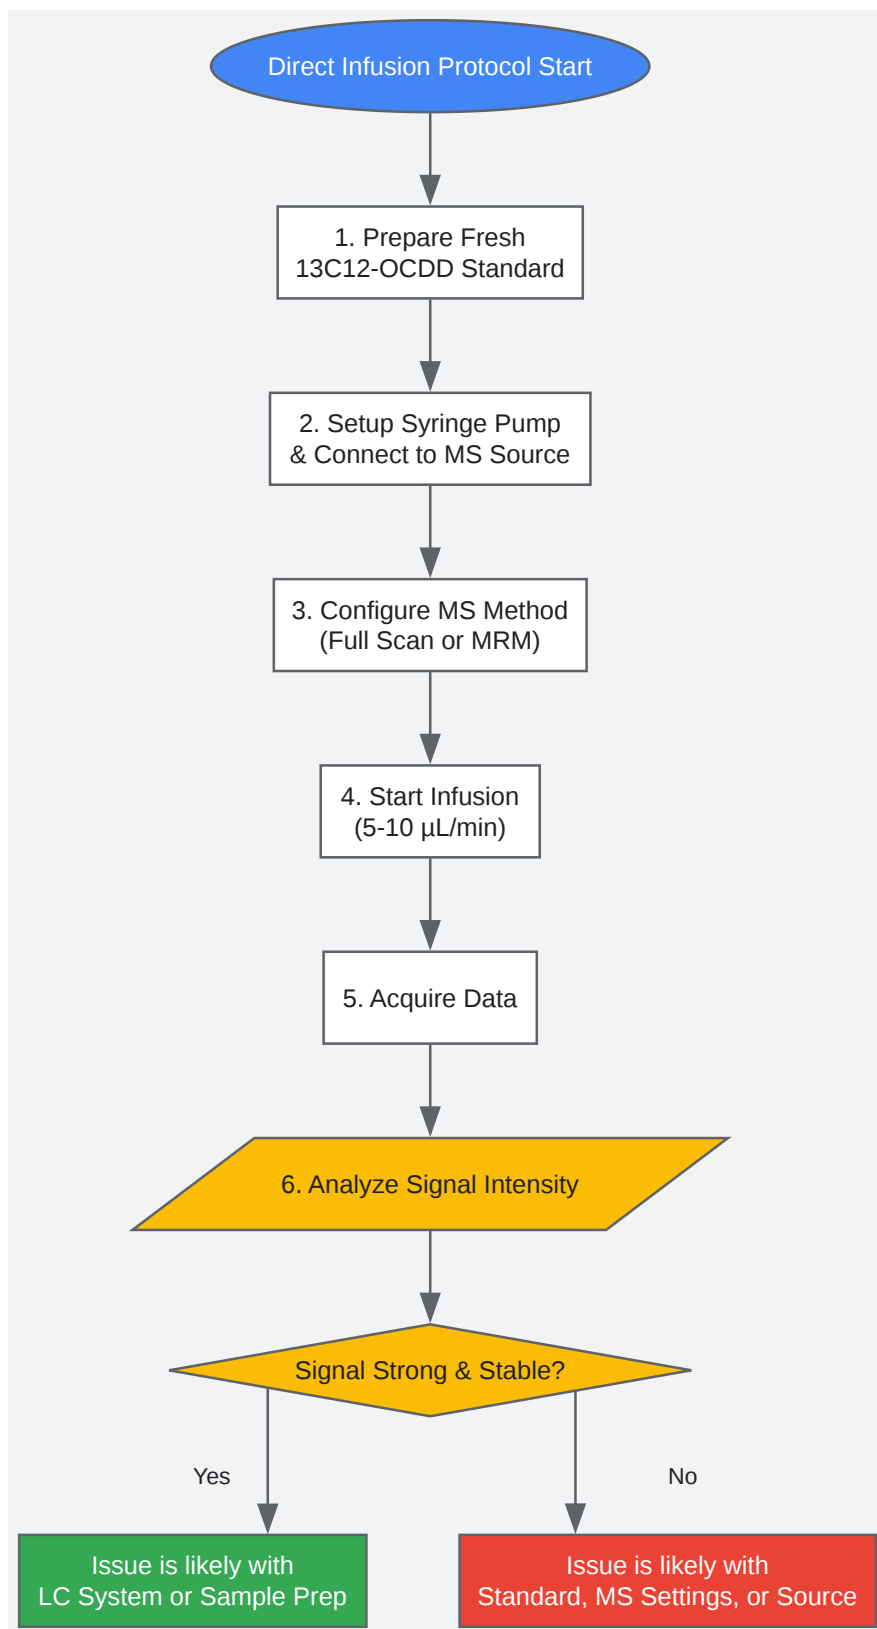 Direct Infusion Protocol Start
1. Prepare Fresh
13C12-OCDD Standard
2. Setup Syringe Pump
& Connect to MS Source
3. Configure MS Method
(Full Scan or MRM)
4. Start Infusion
(5-10 µL/min)
5. Acquire Data
6. Analyze Signal Intensity
Signal Strong & Stable?
Yes
No
Issue is likely with
LC System or Sample Prep
Issue is likely with
Standard, MS Settings, or Source